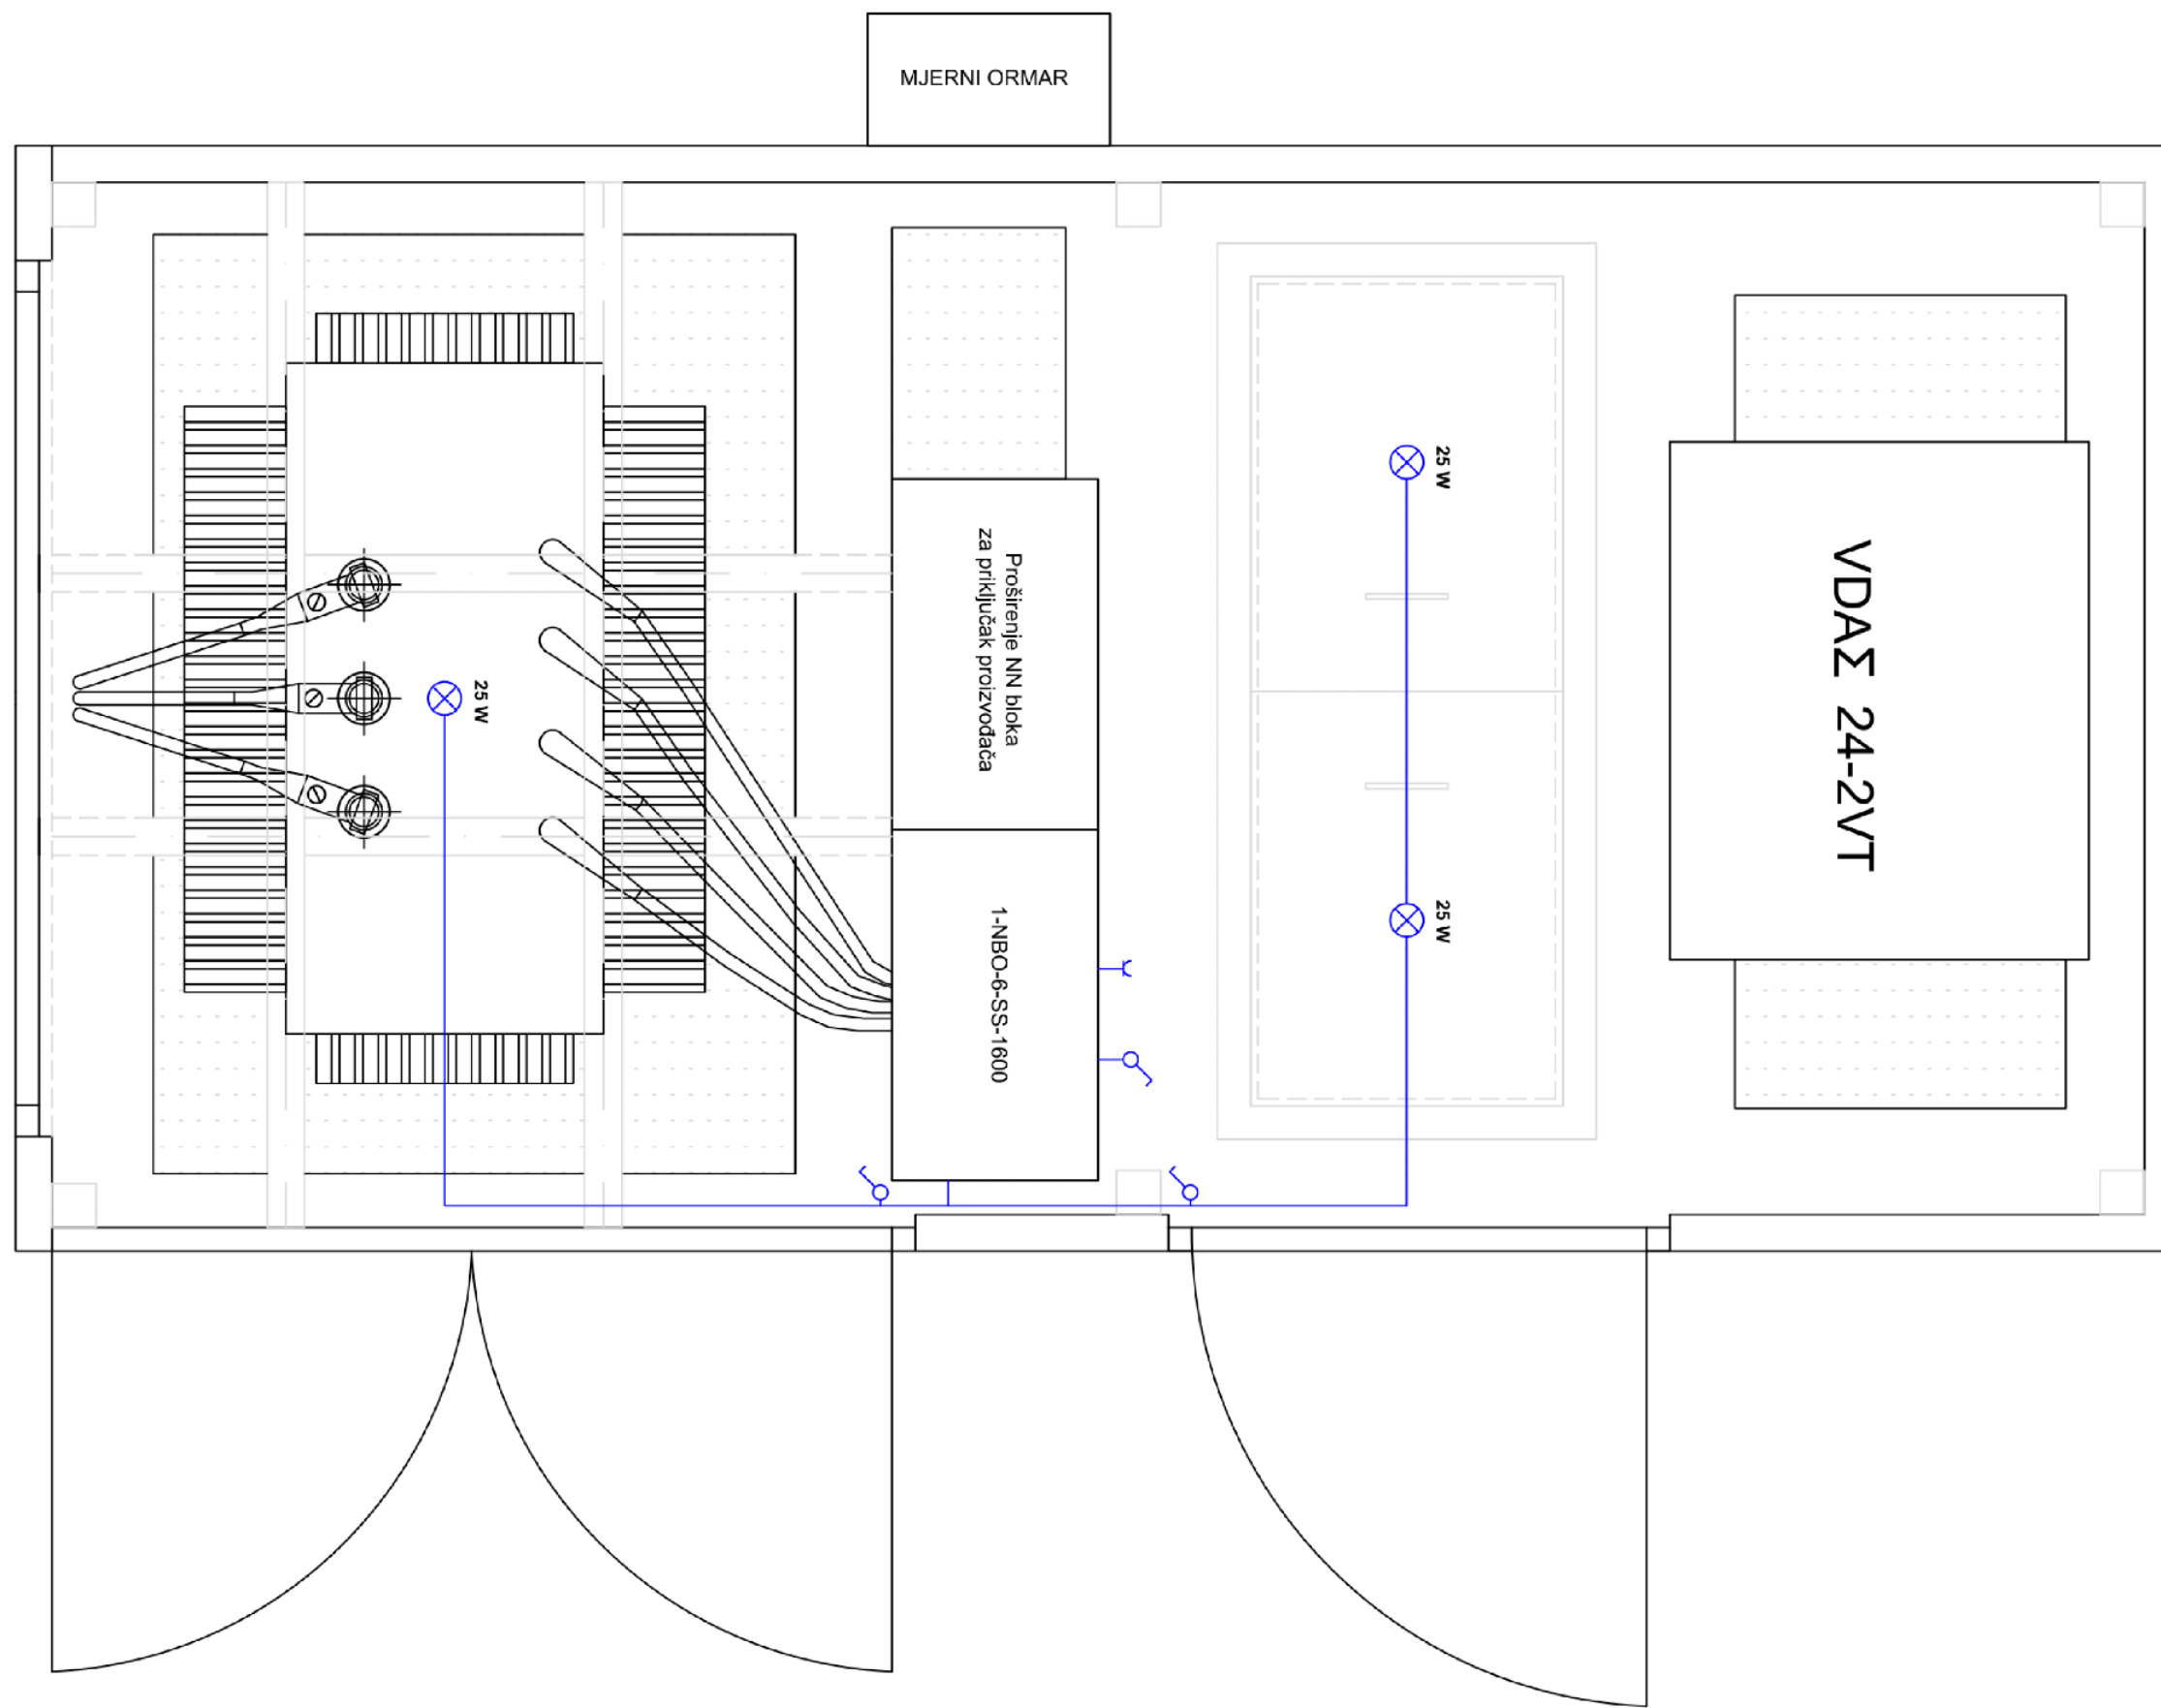 MJERNI ORMAR
25 W
Proširenje NN bloka
za priključak proizvođača
1-NBO-6-SS-1600
25 W
25 W
VDAΣ 24-2VT